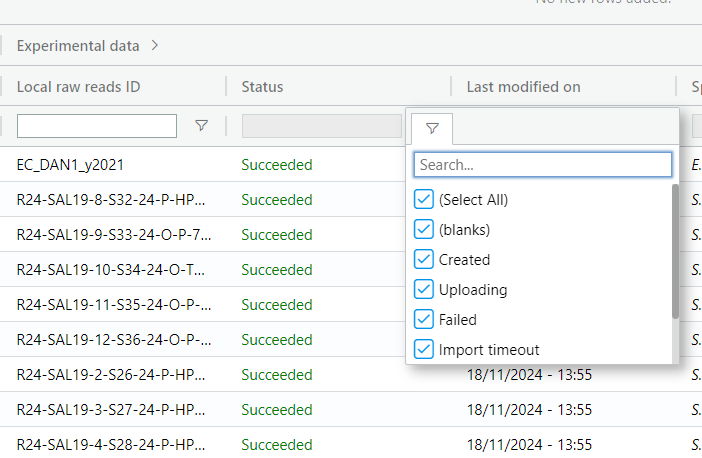 No new rows added.
Experimental data
Local raw reads ID Status Last modified on
Search...
EC_DAN1_y2021 Succeeded
R24-SAL19-8-S32-24-P-HP... Succeeded (Select All)
R24-SAL19-9-S33-24-O-P-7... Succeeded (blanks)
R24-SAL19-10-S34-24-O-T... Succeeded Created
R24-SAL19-11-S35-24-O-P-... Succeeded Uploading
R24-SAL19-12-S36-24-O-P-... Succeeded Failed
Import timeout
R24-SAL19-2-S26-24-P-HP... Succeeded 18/11/2024 - 13:55
R24-SAL19-3-S27-24-P-HP... Succeeded 18/11/2024 - 13:55
R24-SAL19-4-S28-24-P-HP... Succeeded 18/11/2024 - 13:55